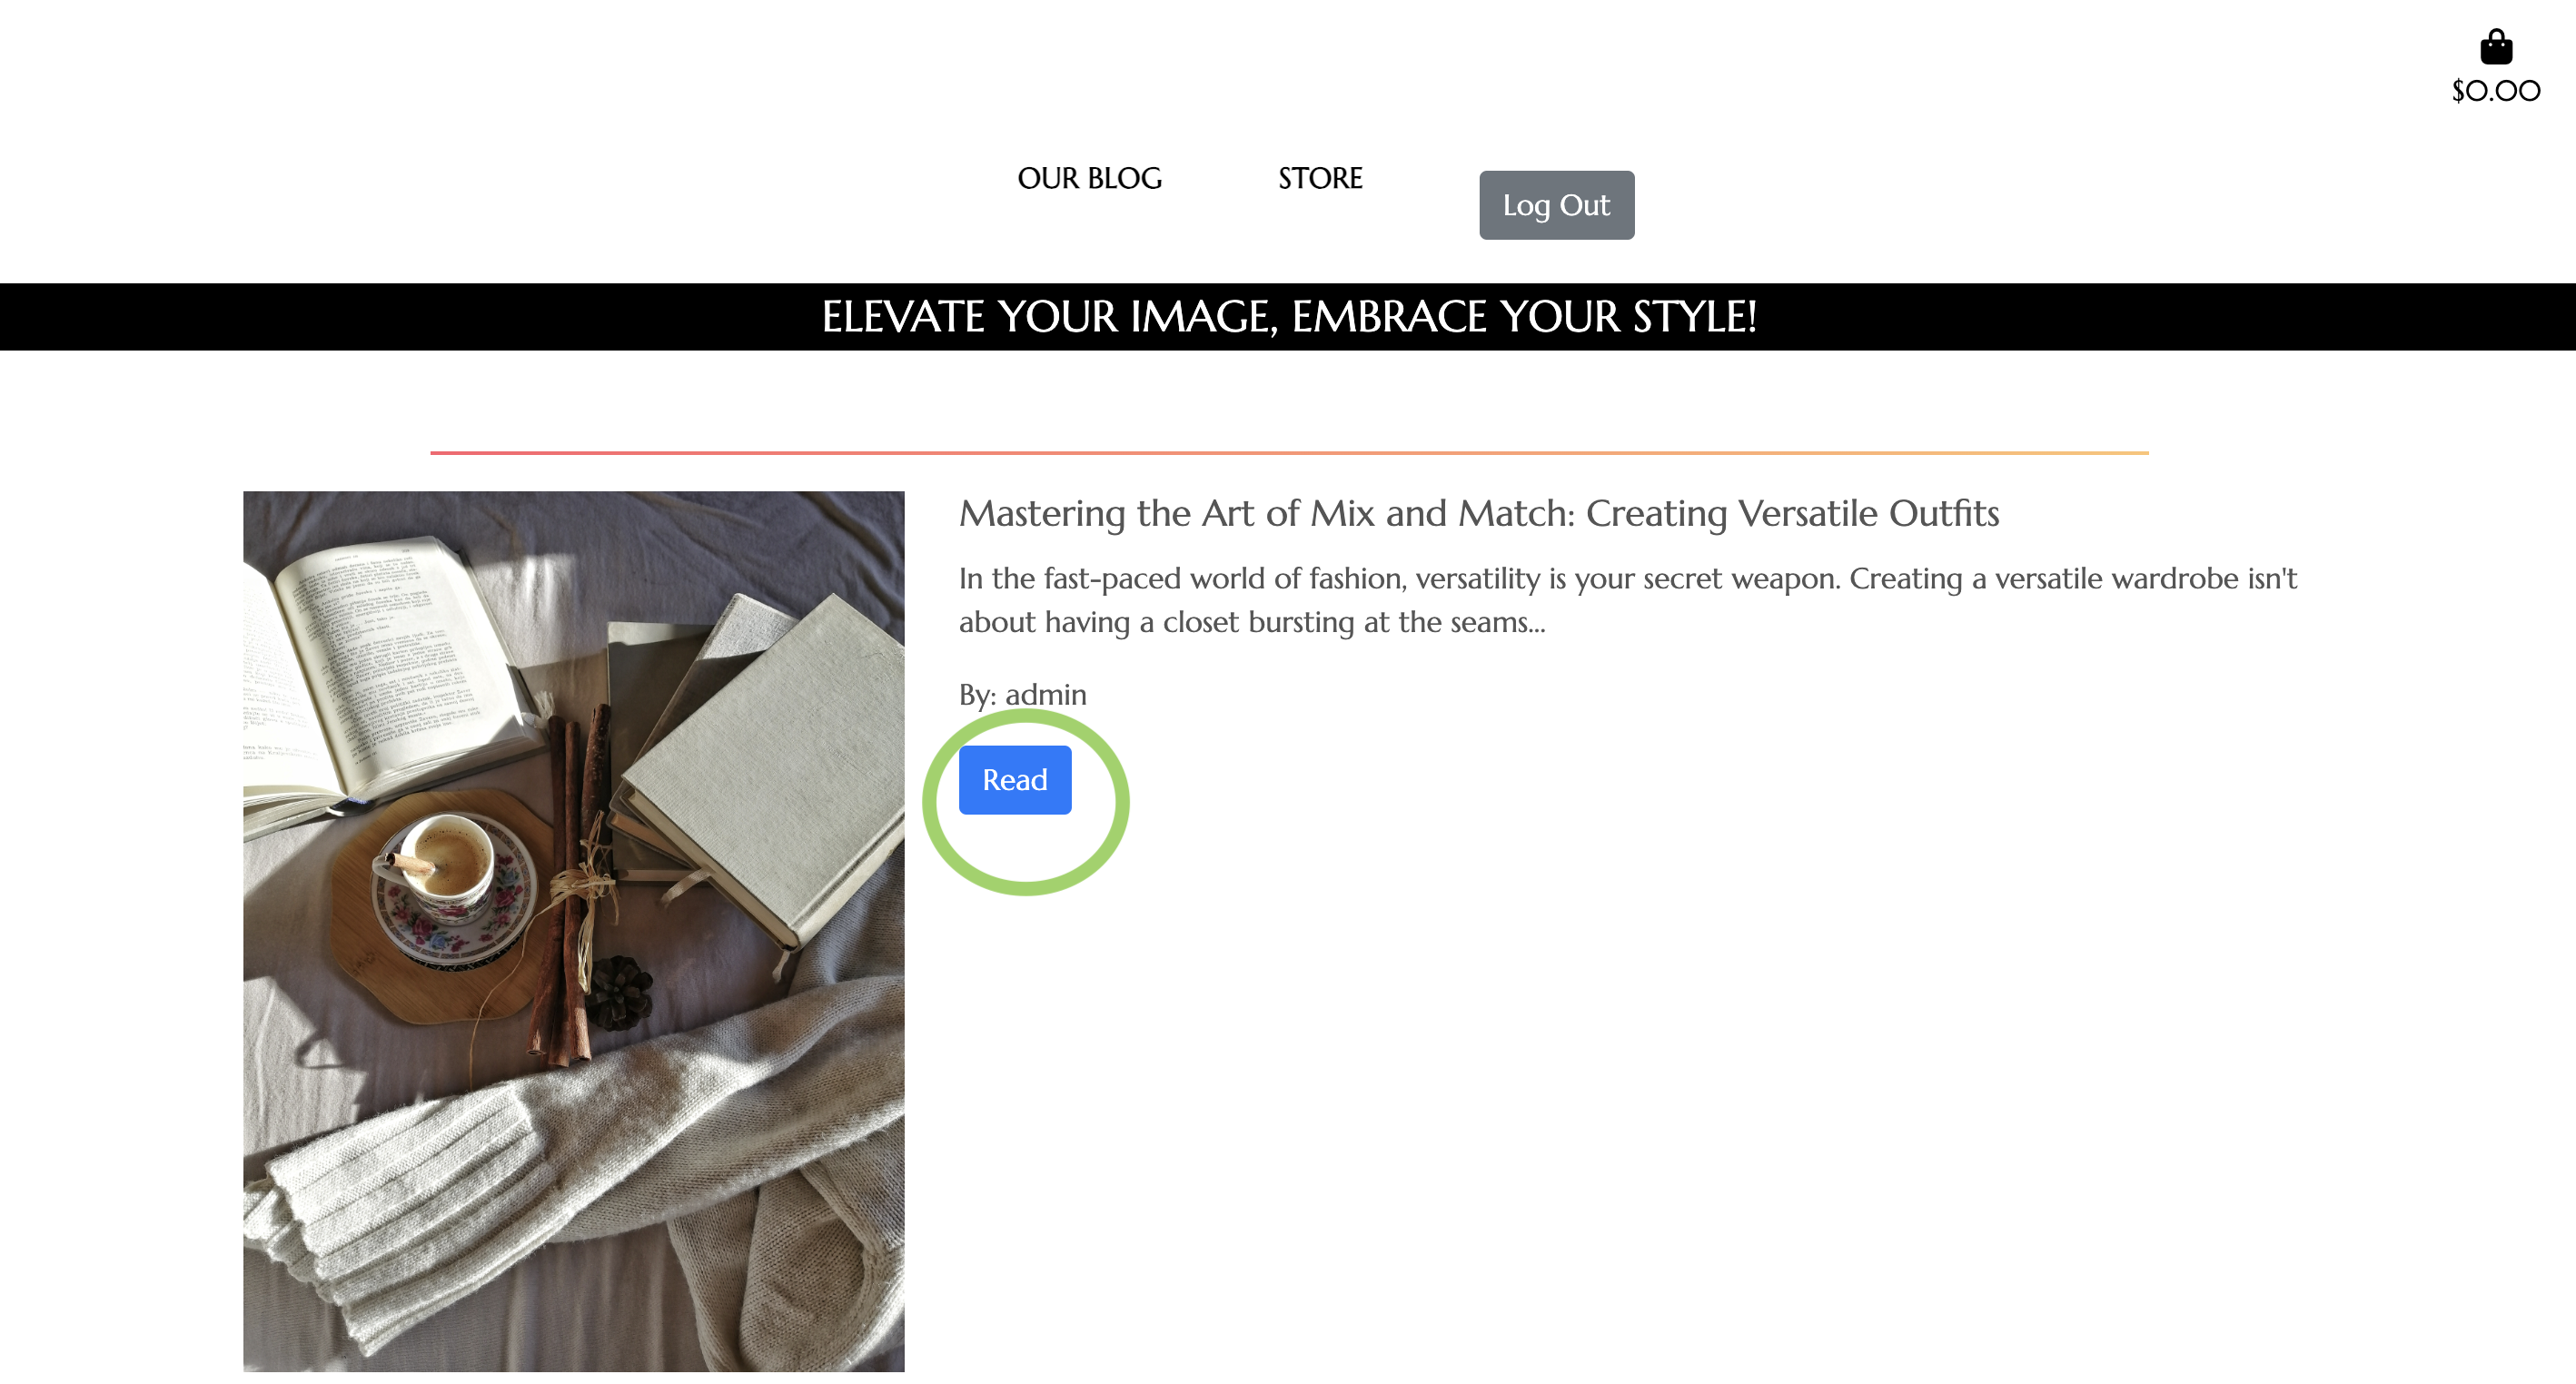 $0.00
OUR BLOG
STORE
Log Out
ELEVATE YOUR IMAGE, EMBRACE YOUR STYLE!
Mastering the Art of Mix and Match: Creating Versatile Outfits
In the fast-paced world of fashion, versatility is your secret weapon. Creating a versatile wardrobe isn't
about having a closet bursting at the seams...
By: admin
Read